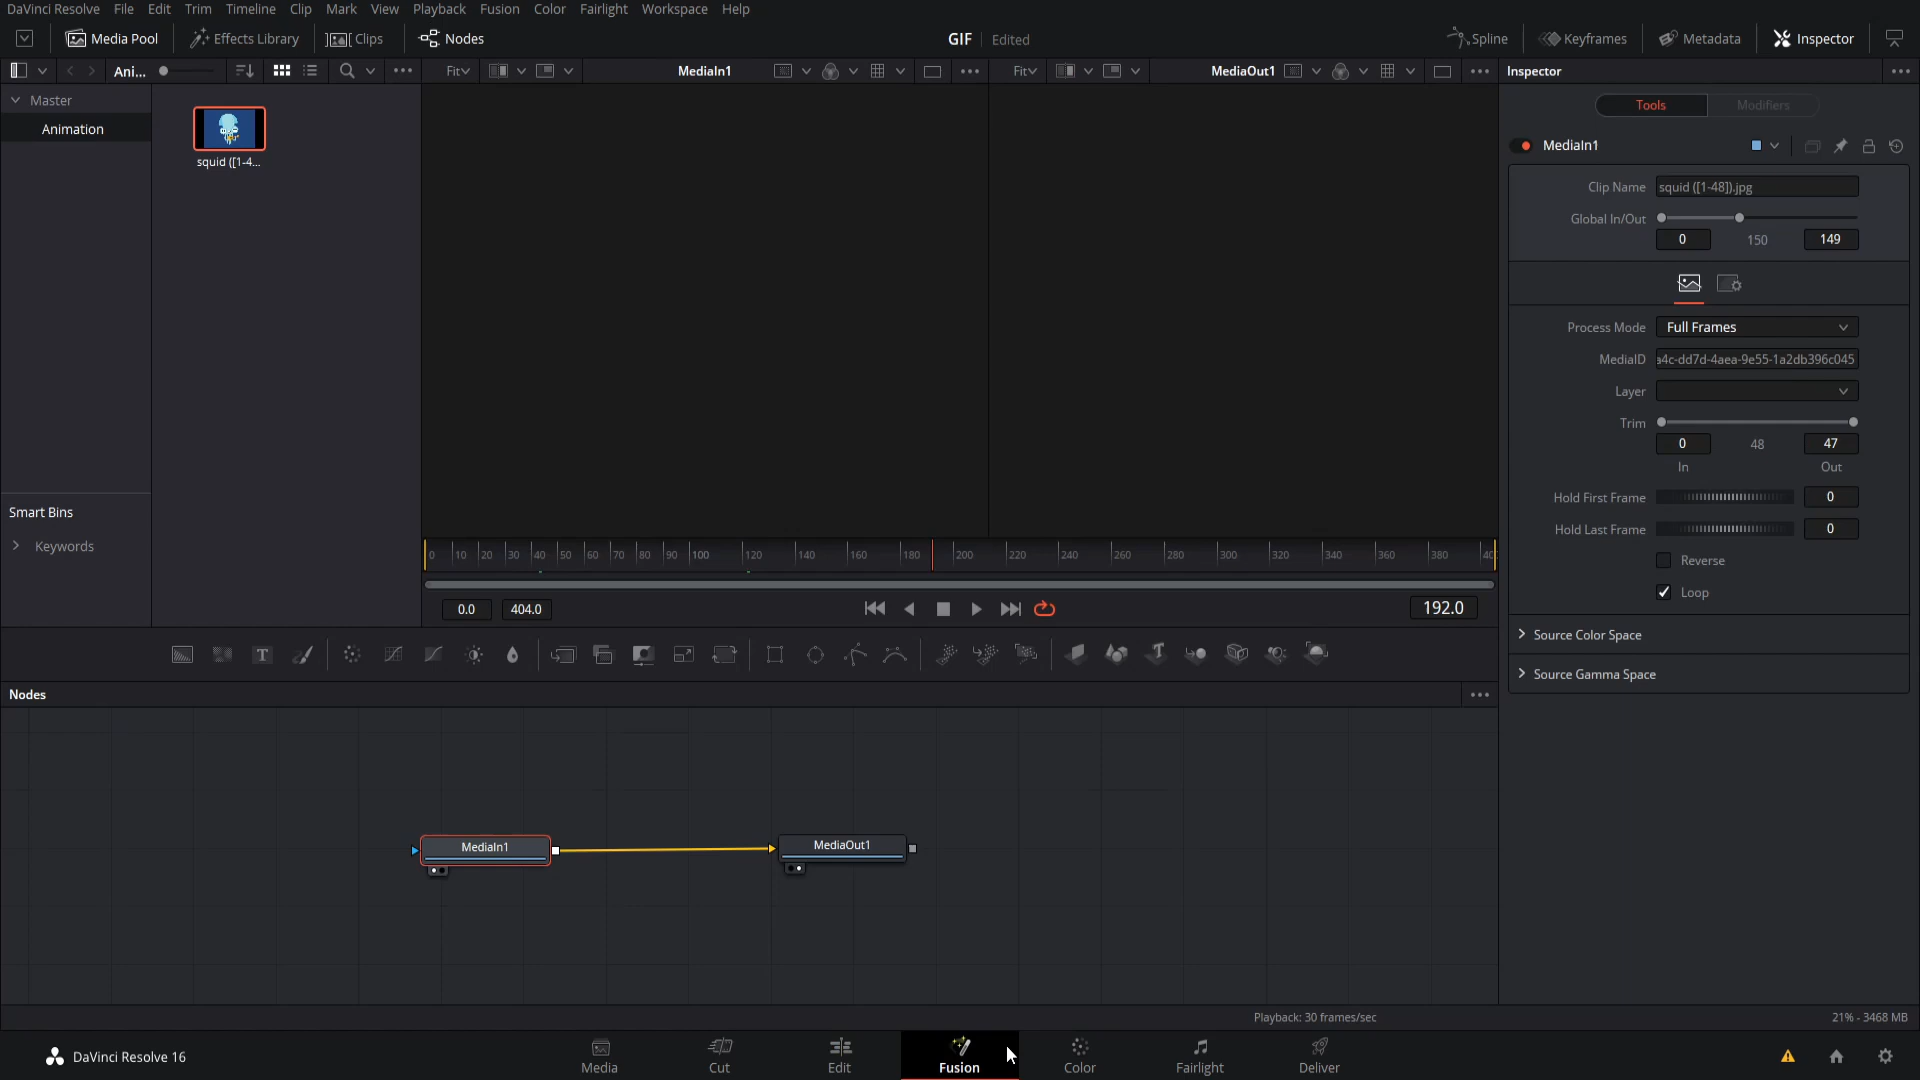 DaVinci Resolve File Edit Trim Timeline Clip Mark View Playback Fusion Color Fairlight Workspace Help
Media Pool Effects Library Clips Nodes GIF Edited Spline Keyframes Metadata Inspector
Ani... Fit MediaIn1 Fit MediaOut1 Inspector
Master
Animation
squid ([1-4...
Smart Bins
Keywords
0 10 20 30 40 50 60 70 80 90 100 120 140 160 180 200 220 240 260 280 300 320 340 360 380 40
0.0 404.0 192.0
Nodes
MediaIn1 MediaOut1
Tools Modifiers
MediaIn1
Clip Name squid ([1-48]).jpg
Global In/Out
0 150 149
Process Mode Full Frames
MediaID a4c-dd7d-4aea-9e55-1a2db396c045
Layer
Trim
0 48 47
In Out
Hold First Frame 0
Hold Last Frame 0
Reverse
Loop
Source Color Space
Source Gamma Space
Playback: 30 frames/sec 21% - 3468 MB
DaVinci Resolve 16 Media Cut Edit Fusion Color Fairlight Deliver